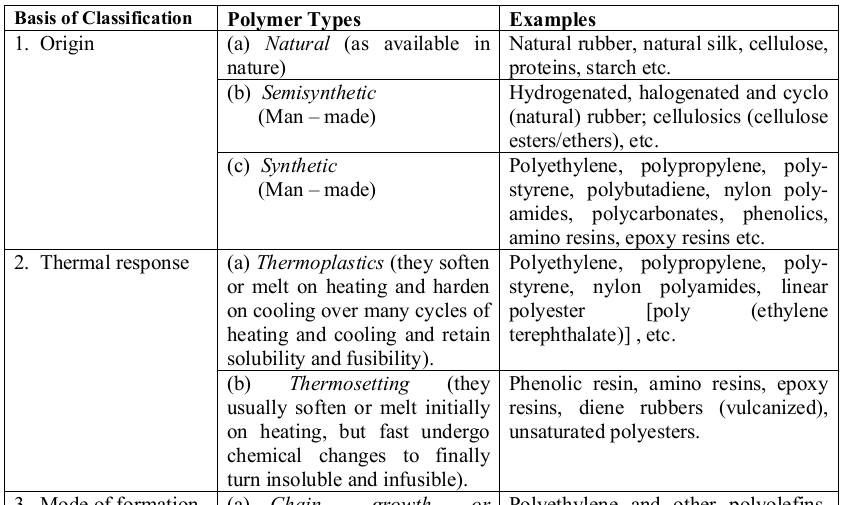 Basis of Classification Polymer Types Examples
1. Origin
(a) Natural (as available in
nature)
Natural rubber, natural silk, cellulose,
proteins, starch etc.
(b) Semisynthetic
(Man – made)
Hydrogenated, halogenated and cyclo
(natural) rubber; cellulosics (cellulose
esters/ethers), etc.
(c) Synthetic
(Man – made)
Polyethylene, polypropylene, poly-
styrene, polybutadiene, nylon poly-
amides, polycarbonates, phenolics,
amino resins, epoxy resins etc.
2. Thermal response
(a) Thermoplastics (they soften
or melt on heating and harden
on cooling over many cycles of
heating and cooling and retain
solubility and fusibility).
Polyethylene, polypropylene, poly-
styrene, nylon polyamides, linear
polyester [poly (ethylene
terephthalate)] , etc.
(b) Thermosetting (they
usually soften or melt initially
on heating, but fast undergo
chemical changes to finally
turn insoluble and infusible).
Phenolic resin, amino resins, epoxy
resins, diene rubbers (vulcanized),
unsaturated polyesters.
3. Mode of formation
(a) Chain growth or
Polyethylene and other polyolefins,